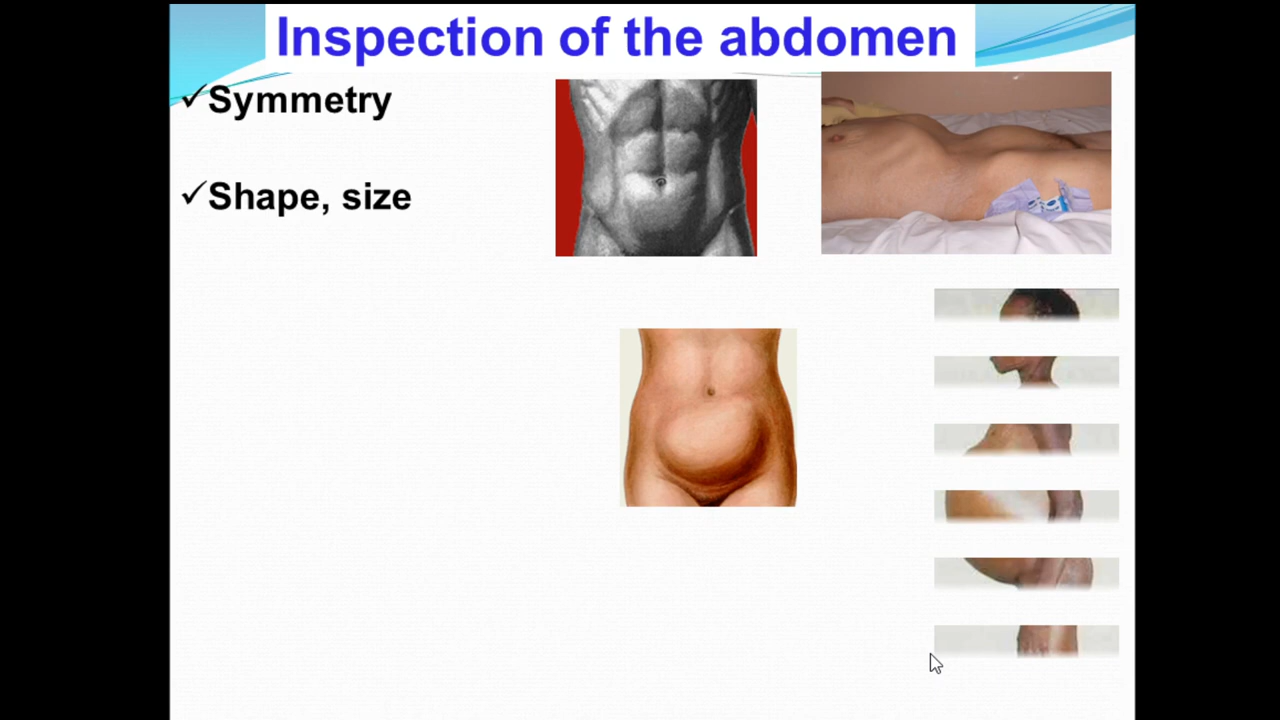 Inspection of the abdomen
✓Symmetry
✓Shape, size